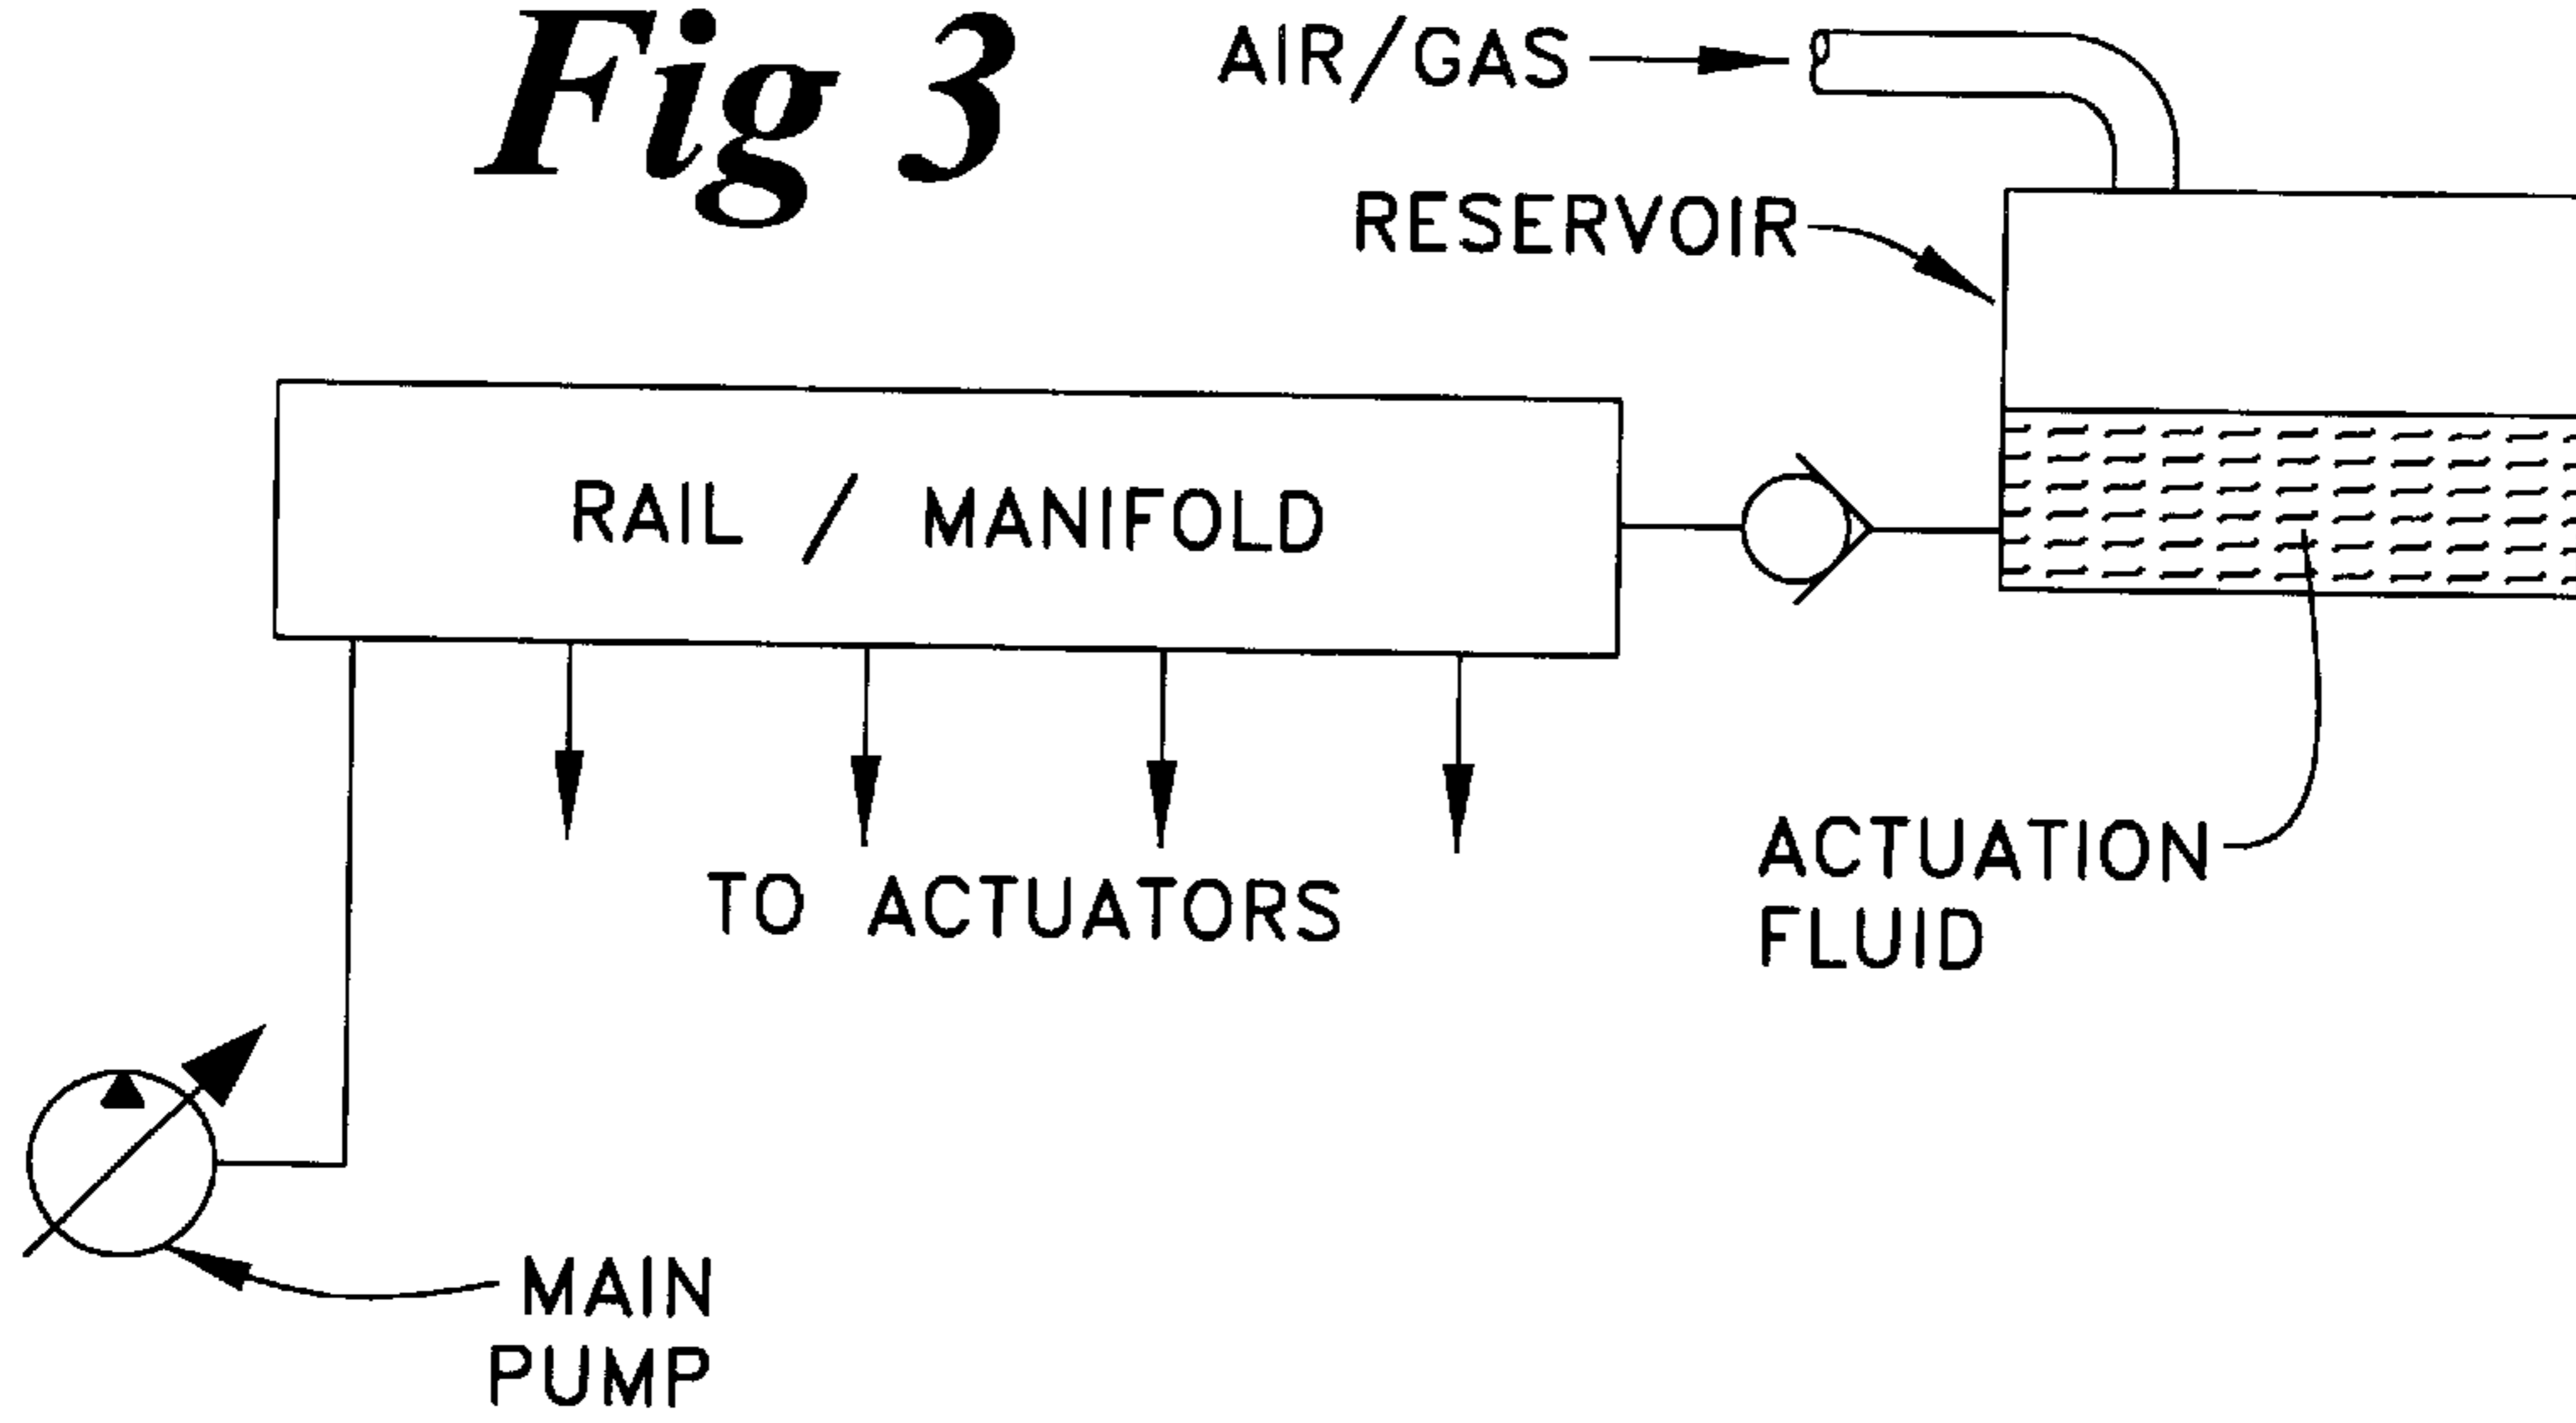 Fig 3
AIR/GAS
RESERVOIR
RAIL / MANIFOLD
TO ACTUATORS
ACTUATION
FLUID
MAIN
PUMP